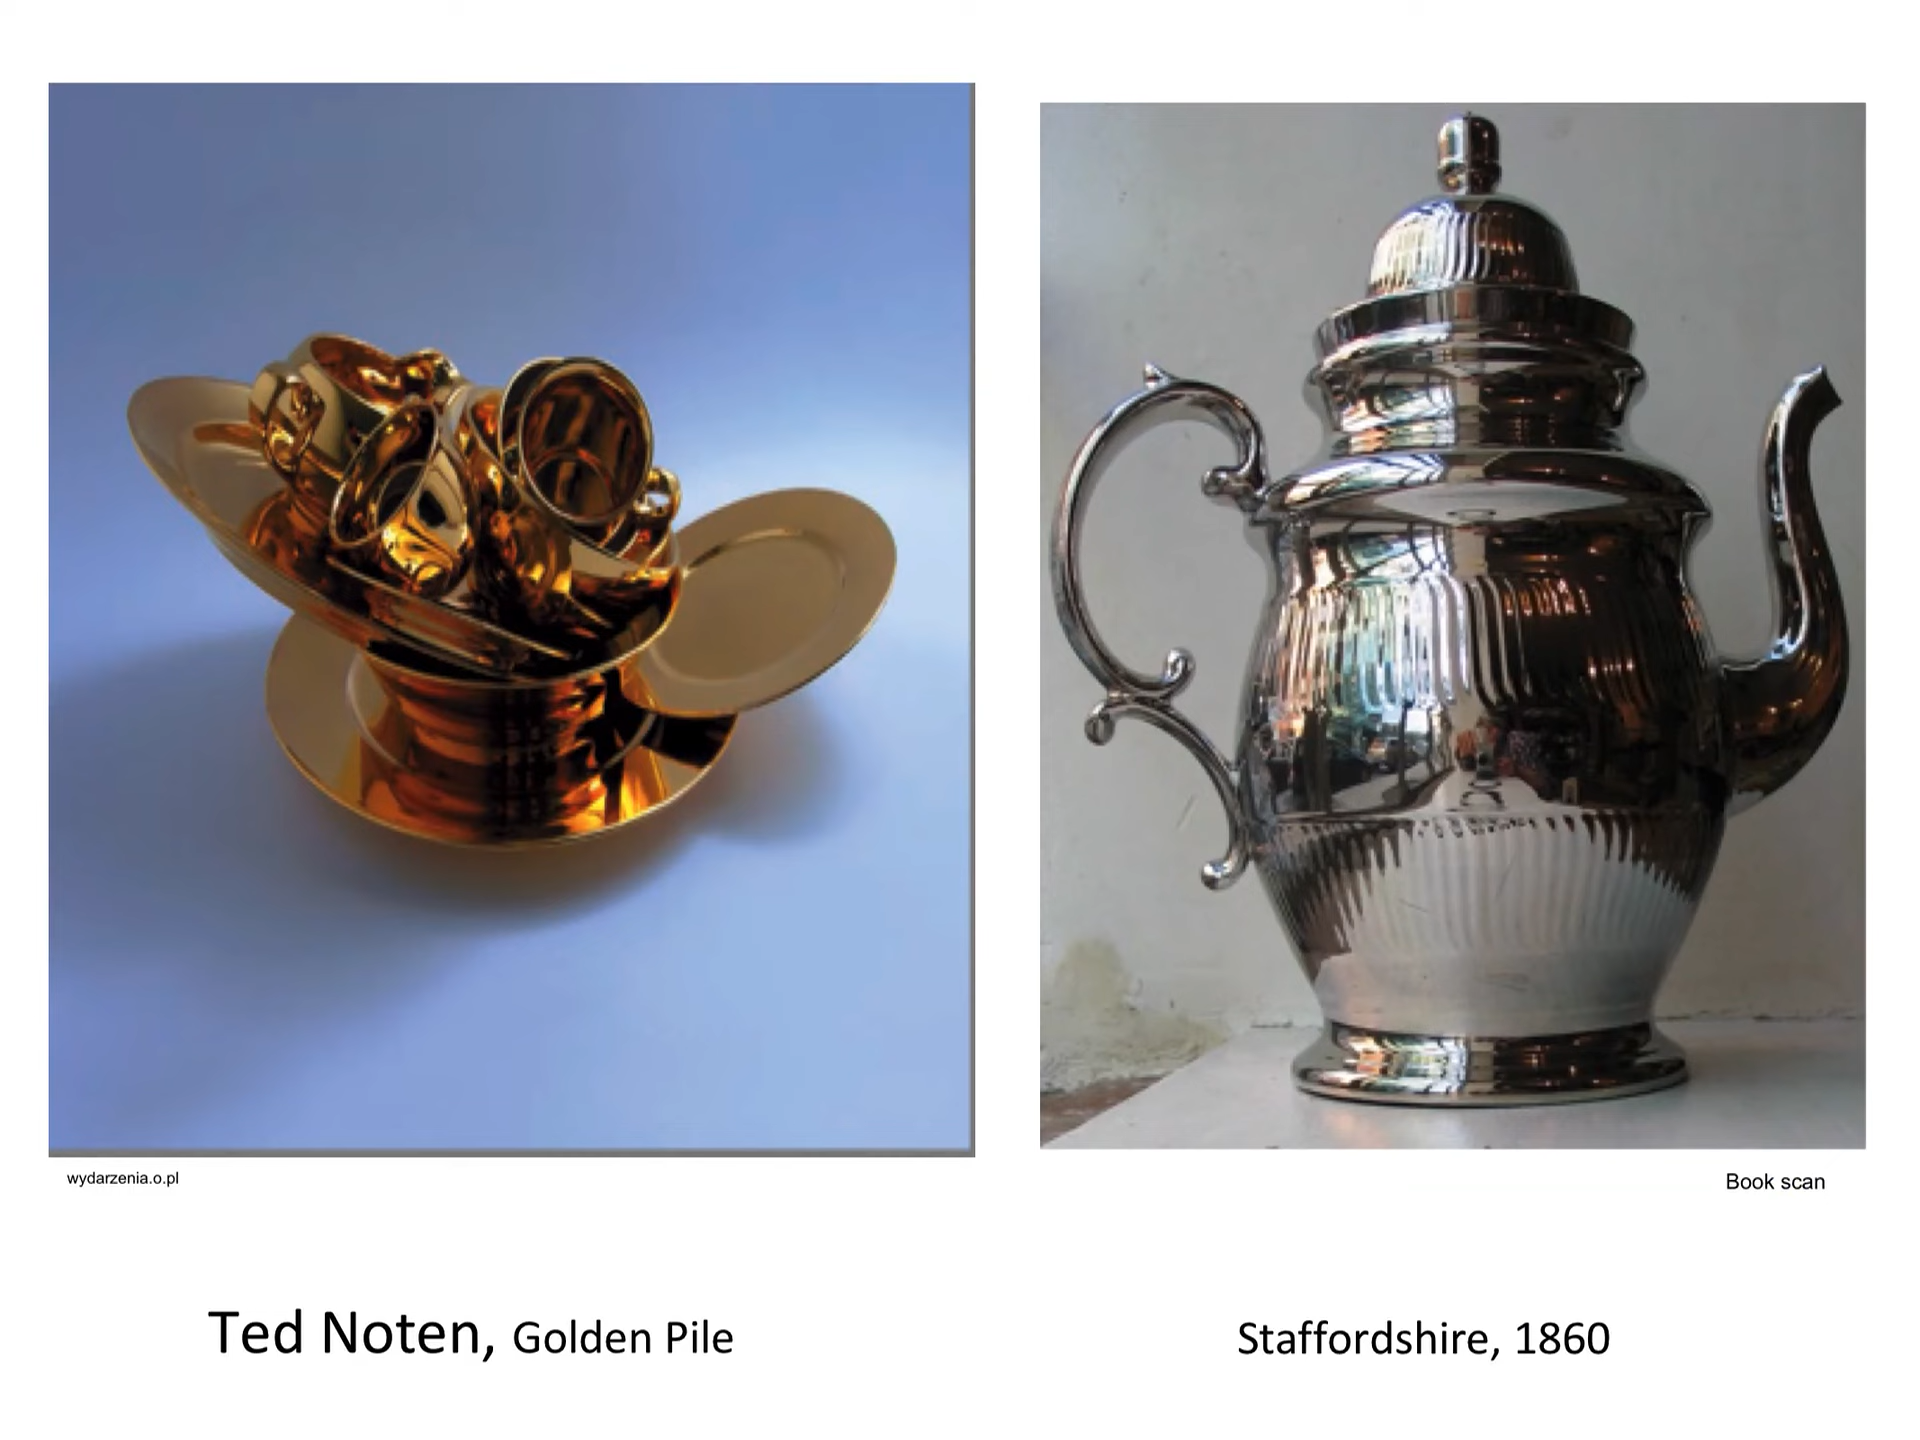 wydarzenia.o.pl
Book scan
Ted Noten, Golden Pile
Staffordshire, 1860